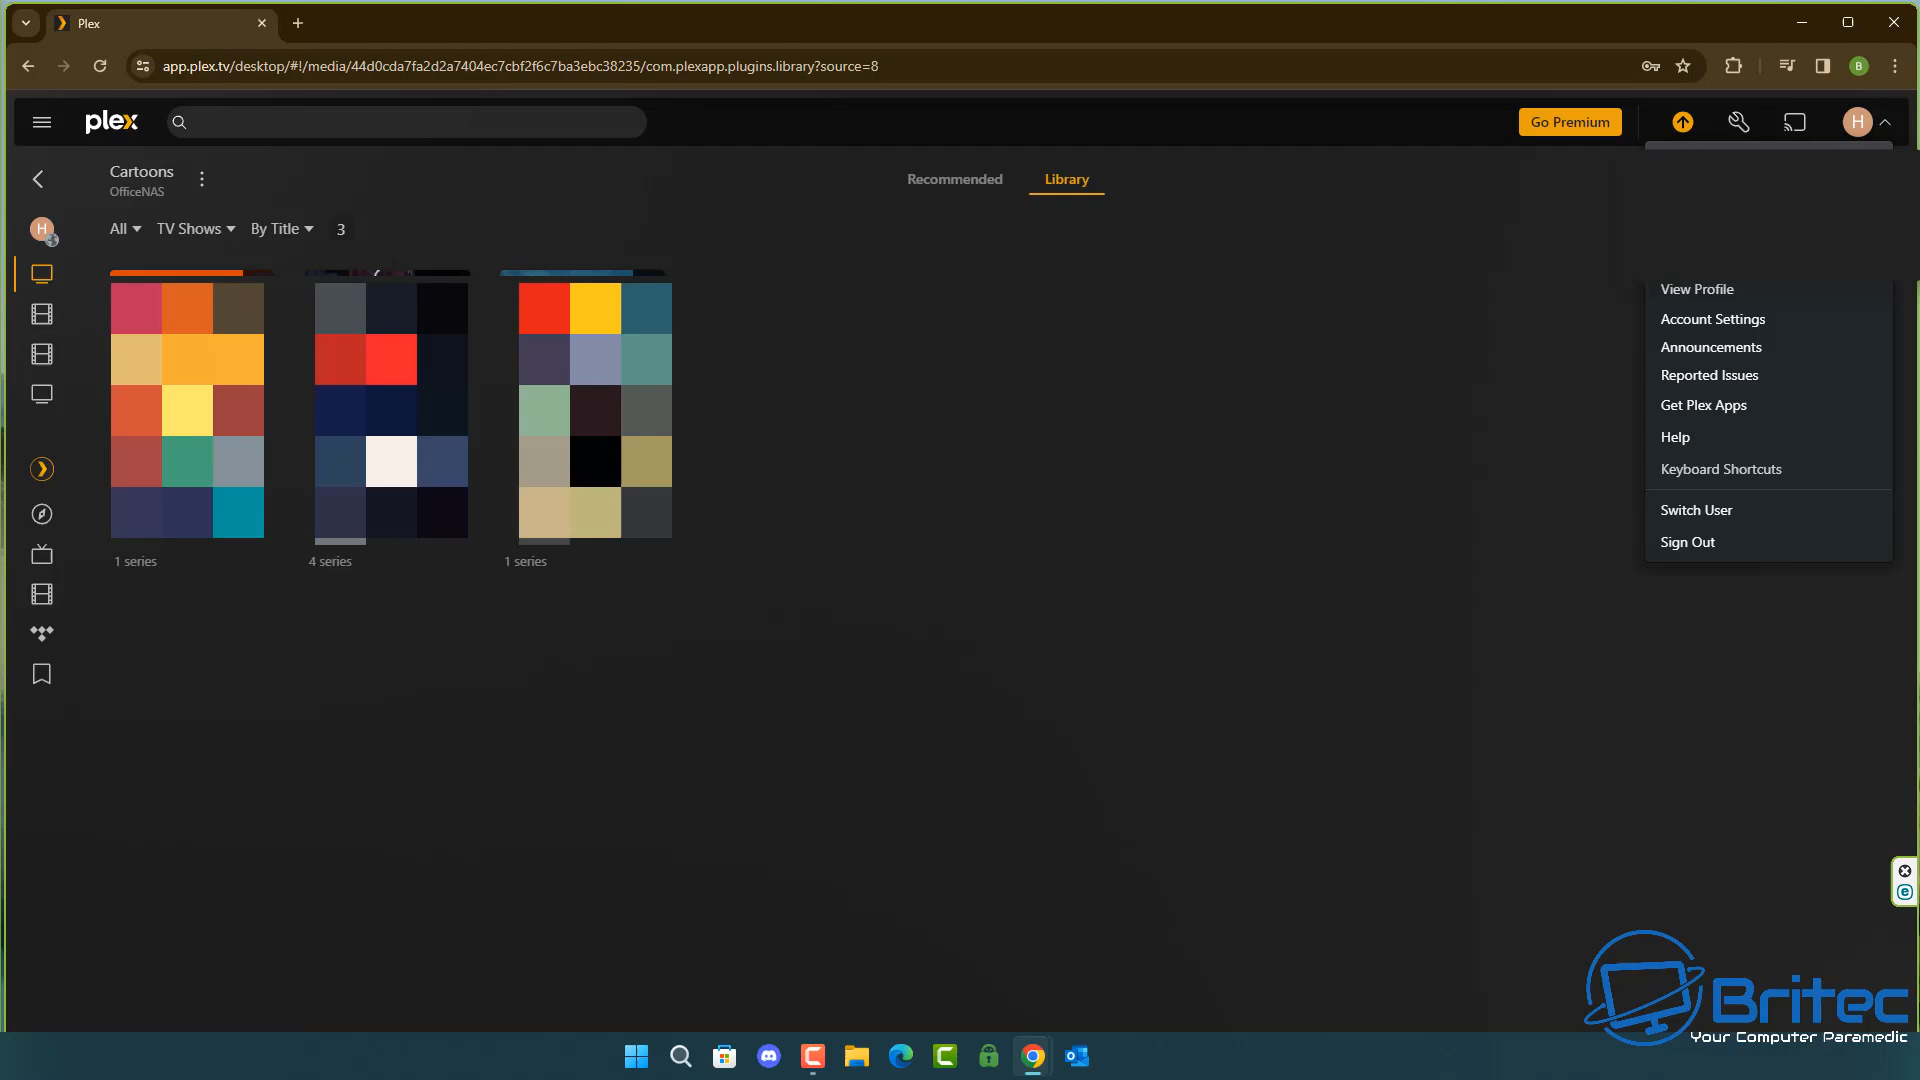 Plex
app.plex.tv/desktop/#!/media/44d0cda7fa2d2a7404ec7cbf2f6c7ba3ebc38235/com.plexapp.plugins.library?source=8
B
plex
Go Premium
H
Cartoons
OfficeNAS
Recommended
Library
H
All
TV Shows
By Title
3
1 series
4 series
1 series
View Profile
Account Settings
Announcements
Reported Issues
Get Plex Apps
Help
Keyboard Shortcuts
Switch User
Sign Out
Britec
Your Computer Paramedic